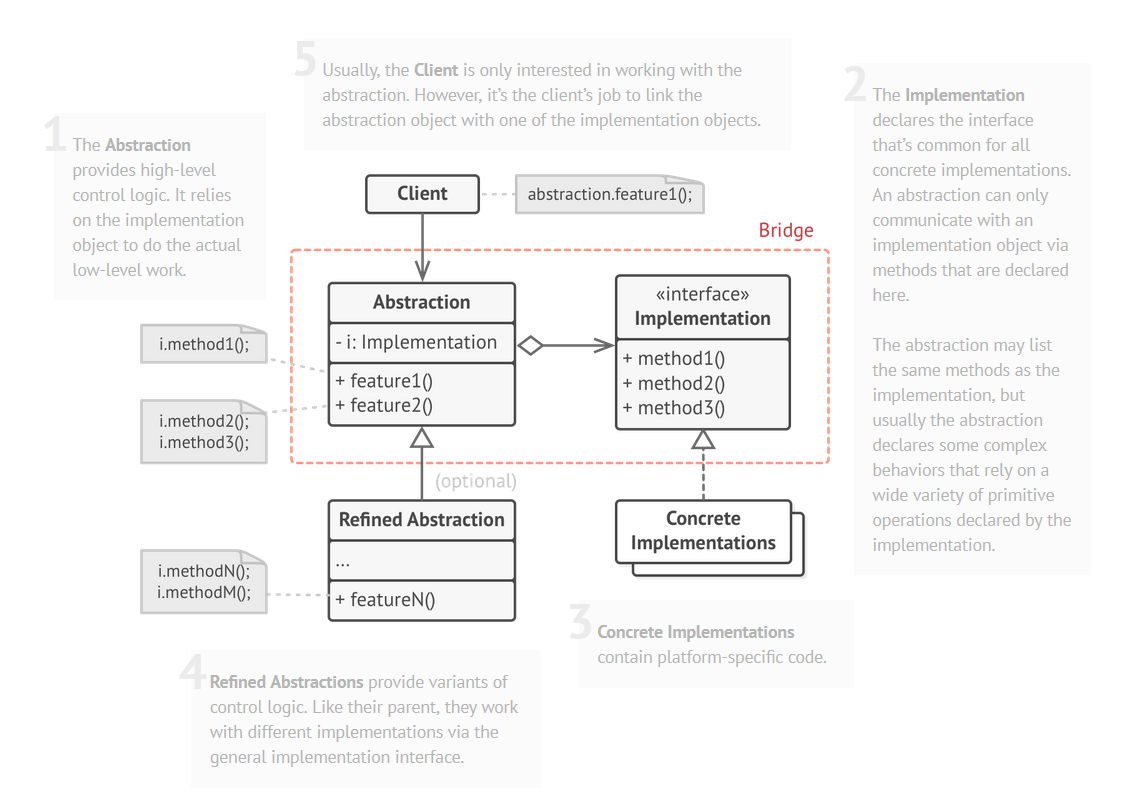 5
Usually, the Client is only interested in working with the
abstraction. However, it’s the client’s job to link the
abstraction object with one of the implementation objects.
2
The Implementation
declares the interface
that’s common for all
concrete implementations.
An abstraction can only
communicate with an
implementation object via
methods that are declared
here.
The abstraction may list
the same methods as the
implementation, but
usually the abstraction
declares some complex
behaviors that rely on a
wide variety of primitive
operations declared by the
implementation.
1
The Abstraction
provides high-level
control logic. It relies
on the implementation
object to do the actual
low-level work.
Client
abstraction.feature1();
Bridge
Abstraction
- i: Implementation
+ feature1()
+ feature2()
«interface»
Implementation
+ method1()
+ method2()
+ method3()
i.method1();
i.method2();
i.method3();
(optional)
Refined Abstraction
...
+ featureN()
Concrete
Implementations
i.methodN();
i.methodM();
3
Concrete Implementations
contain platform-specific code.
4
Refined Abstractions provide variants of
control logic. Like their parent, they work
with different implementations via the
general implementation interface.